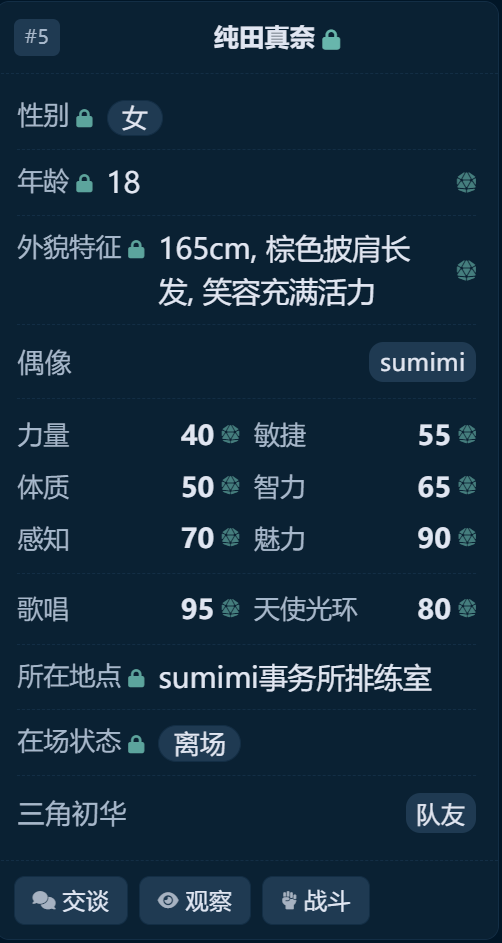 #5 纯田真奈
性别 女
年龄 18
外貌特征 165cm, 棕色披肩长
发, 笑容充满活力
偶像 sumimi
力量 40 敏捷 55
体质 50 智力 65
感知 70 魅力 90
歌唱 95 天使光环 80
所在地点 sumimi事务所排练室
在场状态 离场
三角初华 队友
交谈 观察 战斗